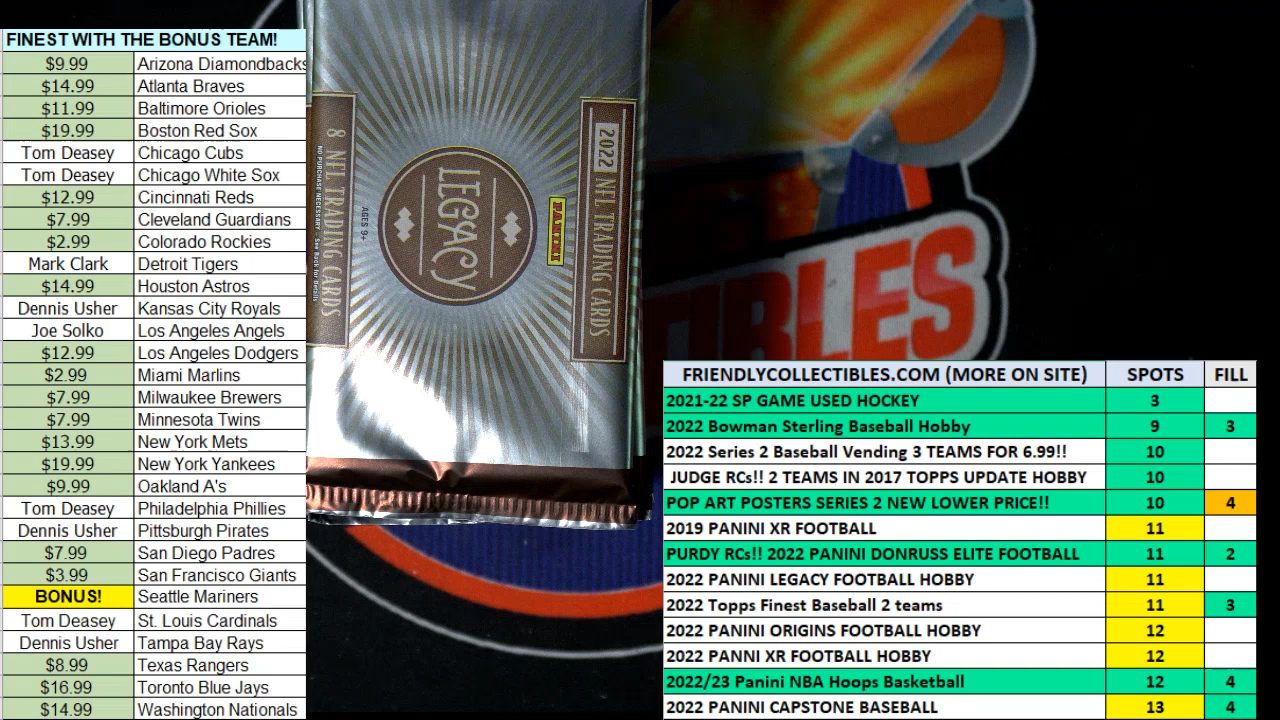 FINEST WITH THE BONUS TEAM!
$9.99 Arizona Diamondbacks
$14.99 Atlanta Braves
$11.99 Baltimore Orioles
$19.99 Boston Red Sox
Tom Deasey Chicago Cubs
Tom Deasey Chicago White Sox
$12.99 Cincinnati Reds
$7.99 Cleveland Guardians
$2.99 Colorado Rockies
Mark Clark Detroit Tigers
$14.99 Houston Astros
Dennis Usher Kansas City Royals
Joe Solko Los Angeles Angels
$12.99 Los Angeles Dodgers
$2.99 Miami Marlins
$7.99 Milwaukee Brewers
$7.99 Minnesota Twins
$13.99 New York Mets
$19.99 New York Yankees
$9.99 Oakland A's
Tom Deasey Philadelphia Phillies
Dennis Usher Pittsburgh Pirates
$7.99 San Diego Padres
$3.99 San Francisco Giants
BONUS! Seattle Mariners
Tom Deasey St. Louis Cardinals
Dennis Usher Tampa Bay Rays
$8.99 Texas Rangers
$16.99 Toronto Blue Jays
$14.99 Washington Nationals
2022 NFL TRADING CARDS
PANINI
LEGACY
AGES 9+
8 NFL TRADING CARDS
NO PURCHASE NECESSARY - See Back for Details
TIBLES
FRIENDLYCOLLECTIBLES.COM (MORE ON SITE) SPOTS FILL
2021-22 SP GAME USED HOCKEY 3
2022 Bowman Sterling Baseball Hobby 9 3
2022 Series 2 Baseball Vending 3 TEAMS FOR 6.99!! 10
JUDGE RCs!! 2 TEAMS IN 2017 TOPPS UPDATE HOBBY 10
POP ART POSTERS SERIES 2 NEW LOWER PRICE!! 10 4
2019 PANINI XR FOOTBALL 11
PURDY RCs!! 2022 PANINI DONRUSS ELITE FOOTBALL 11 2
2022 PANINI LEGACY FOOTBALL HOBBY 11
2022 Topps Finest Baseball 2 teams 11 3
2022 PANINI ORIGINS FOOTBALL HOBBY 12
2022 PANNI XR FOOTBALL HOBBY 12
2022/23 Panini NBA Hoops Basketball 12 4
2022 PANINI CAPSTONE BASEBALL 13 4